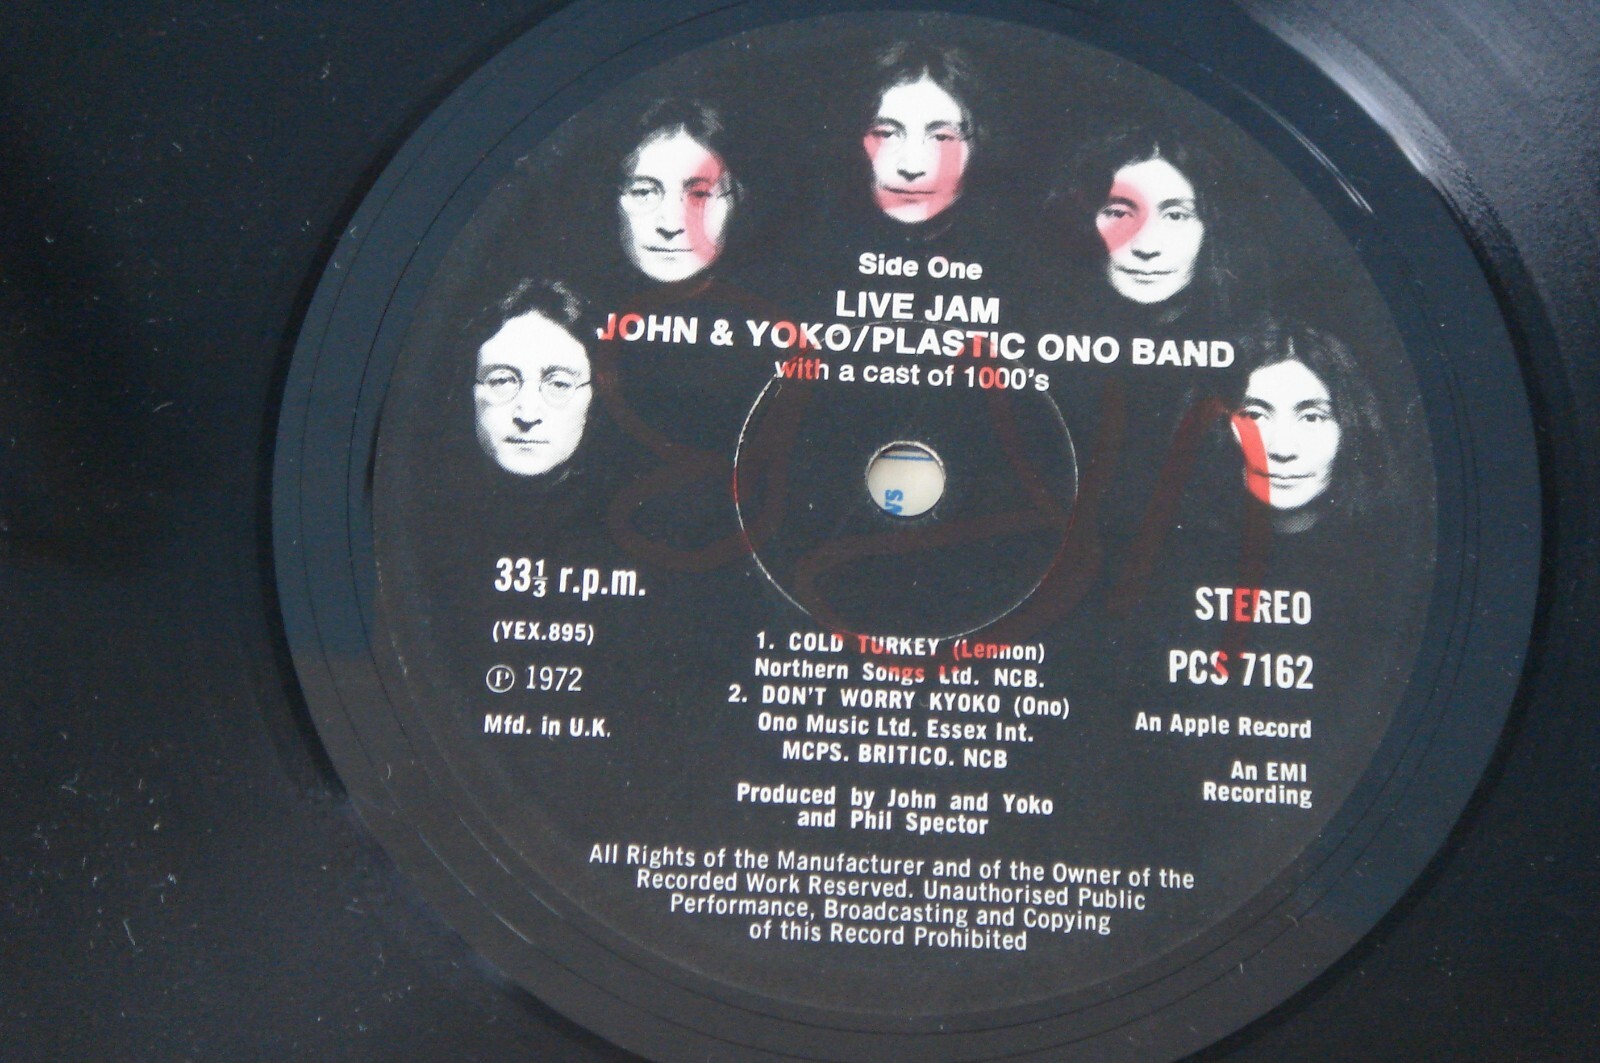 Side One
LIVE JAM
JOHN & YOKO/PLASTIC ONO BAND
with a cast of 1000's
33⅓ r.p.m.
(YEX.895)
Ⓟ 1972
Mfd. in U.K.
1. COLD TURKEY (Lennon)
Northern Songs Ltd. NCB.
2. DON'T WORRY KYOKO (Ono)
Ono Music Ltd. Essex Int.
MCPS. BRITICO. NCB
STEREO
PCS 7162
An Apple Record
An EMI
Recording
Produced by John and Yoko
and Phil Spector
All Rights of the Manufacturer and of the Owner of the
Recorded Work Reserved. Unauthorised Public
Performance, Broadcasting and Copying
of this Record Prohibited